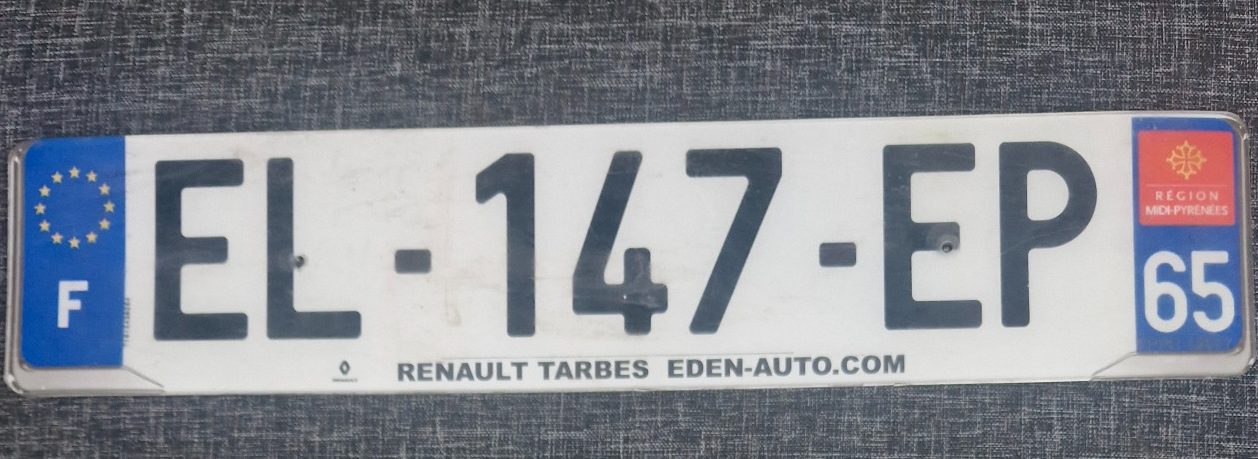 F
EL-147-EP
RÉGION
MIDI-PYRÉNÉES
65
RENAULT TARBES EDEN-AUTO.COM